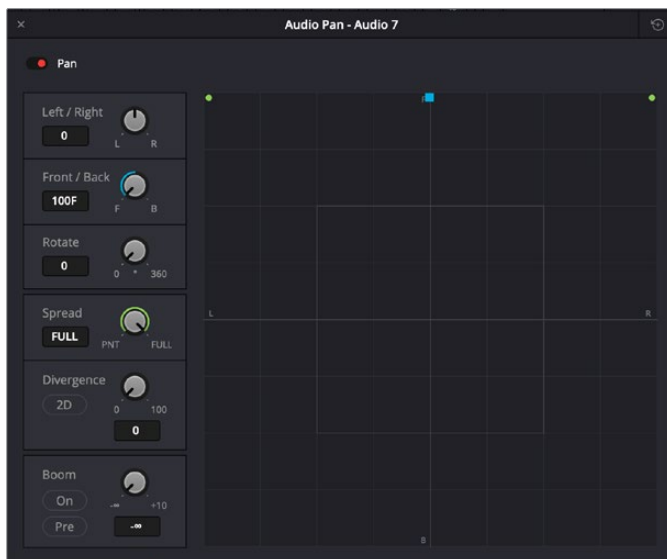 × Audio Pan - Audio 7
Pan
Left / Right
0
L R
Front / Back
100F
F B
Rotate
0
0 ° 360
Spread
FULL
PNT FULL
Divergence
2D
0 100
0
Boom
On
-∞ +10
Pre
-∞
F
L R
B